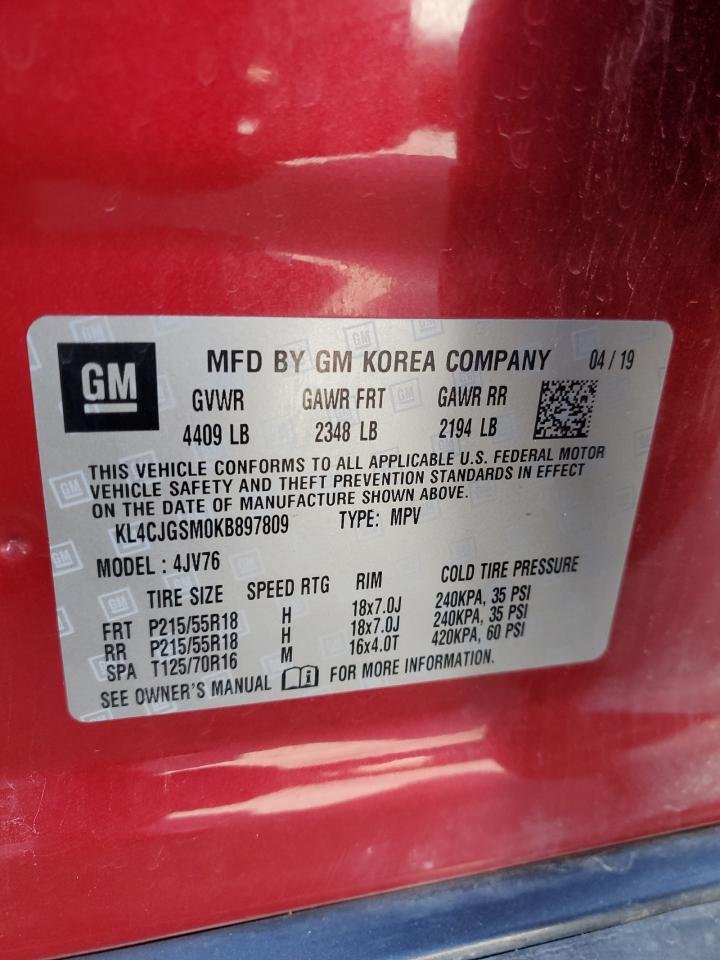 GM
MFD BY GM KOREA COMPANY 04 / 19
GVWR GAWR FRT GAWR RR
4409 LB 2348 LB 2194 LB
THIS VEHICLE CONFORMS TO ALL APPLICABLE U.S. FEDERAL MOTOR
VEHICLE SAFETY AND THEFT PREVENTION STANDARDS IN EFFECT
ON THE DATE OF MANUFACTURE SHOWN ABOVE.
KL4CJGSM0KB897809 TYPE: MPV
MODEL : 4JV76
TIRE SIZE SPEED RTG RIM COLD TIRE PRESSURE
FRT P215/55R18 H 18x7.0J 240KPA, 35 PSI
RR P215/55R18 H 18x7.0J 240KPA, 35 PSI
SPA T125/70R16 M 16x4.0T 420KPA, 60 PSI
SEE OWNER'S MANUAL i FOR MORE INFORMATION.